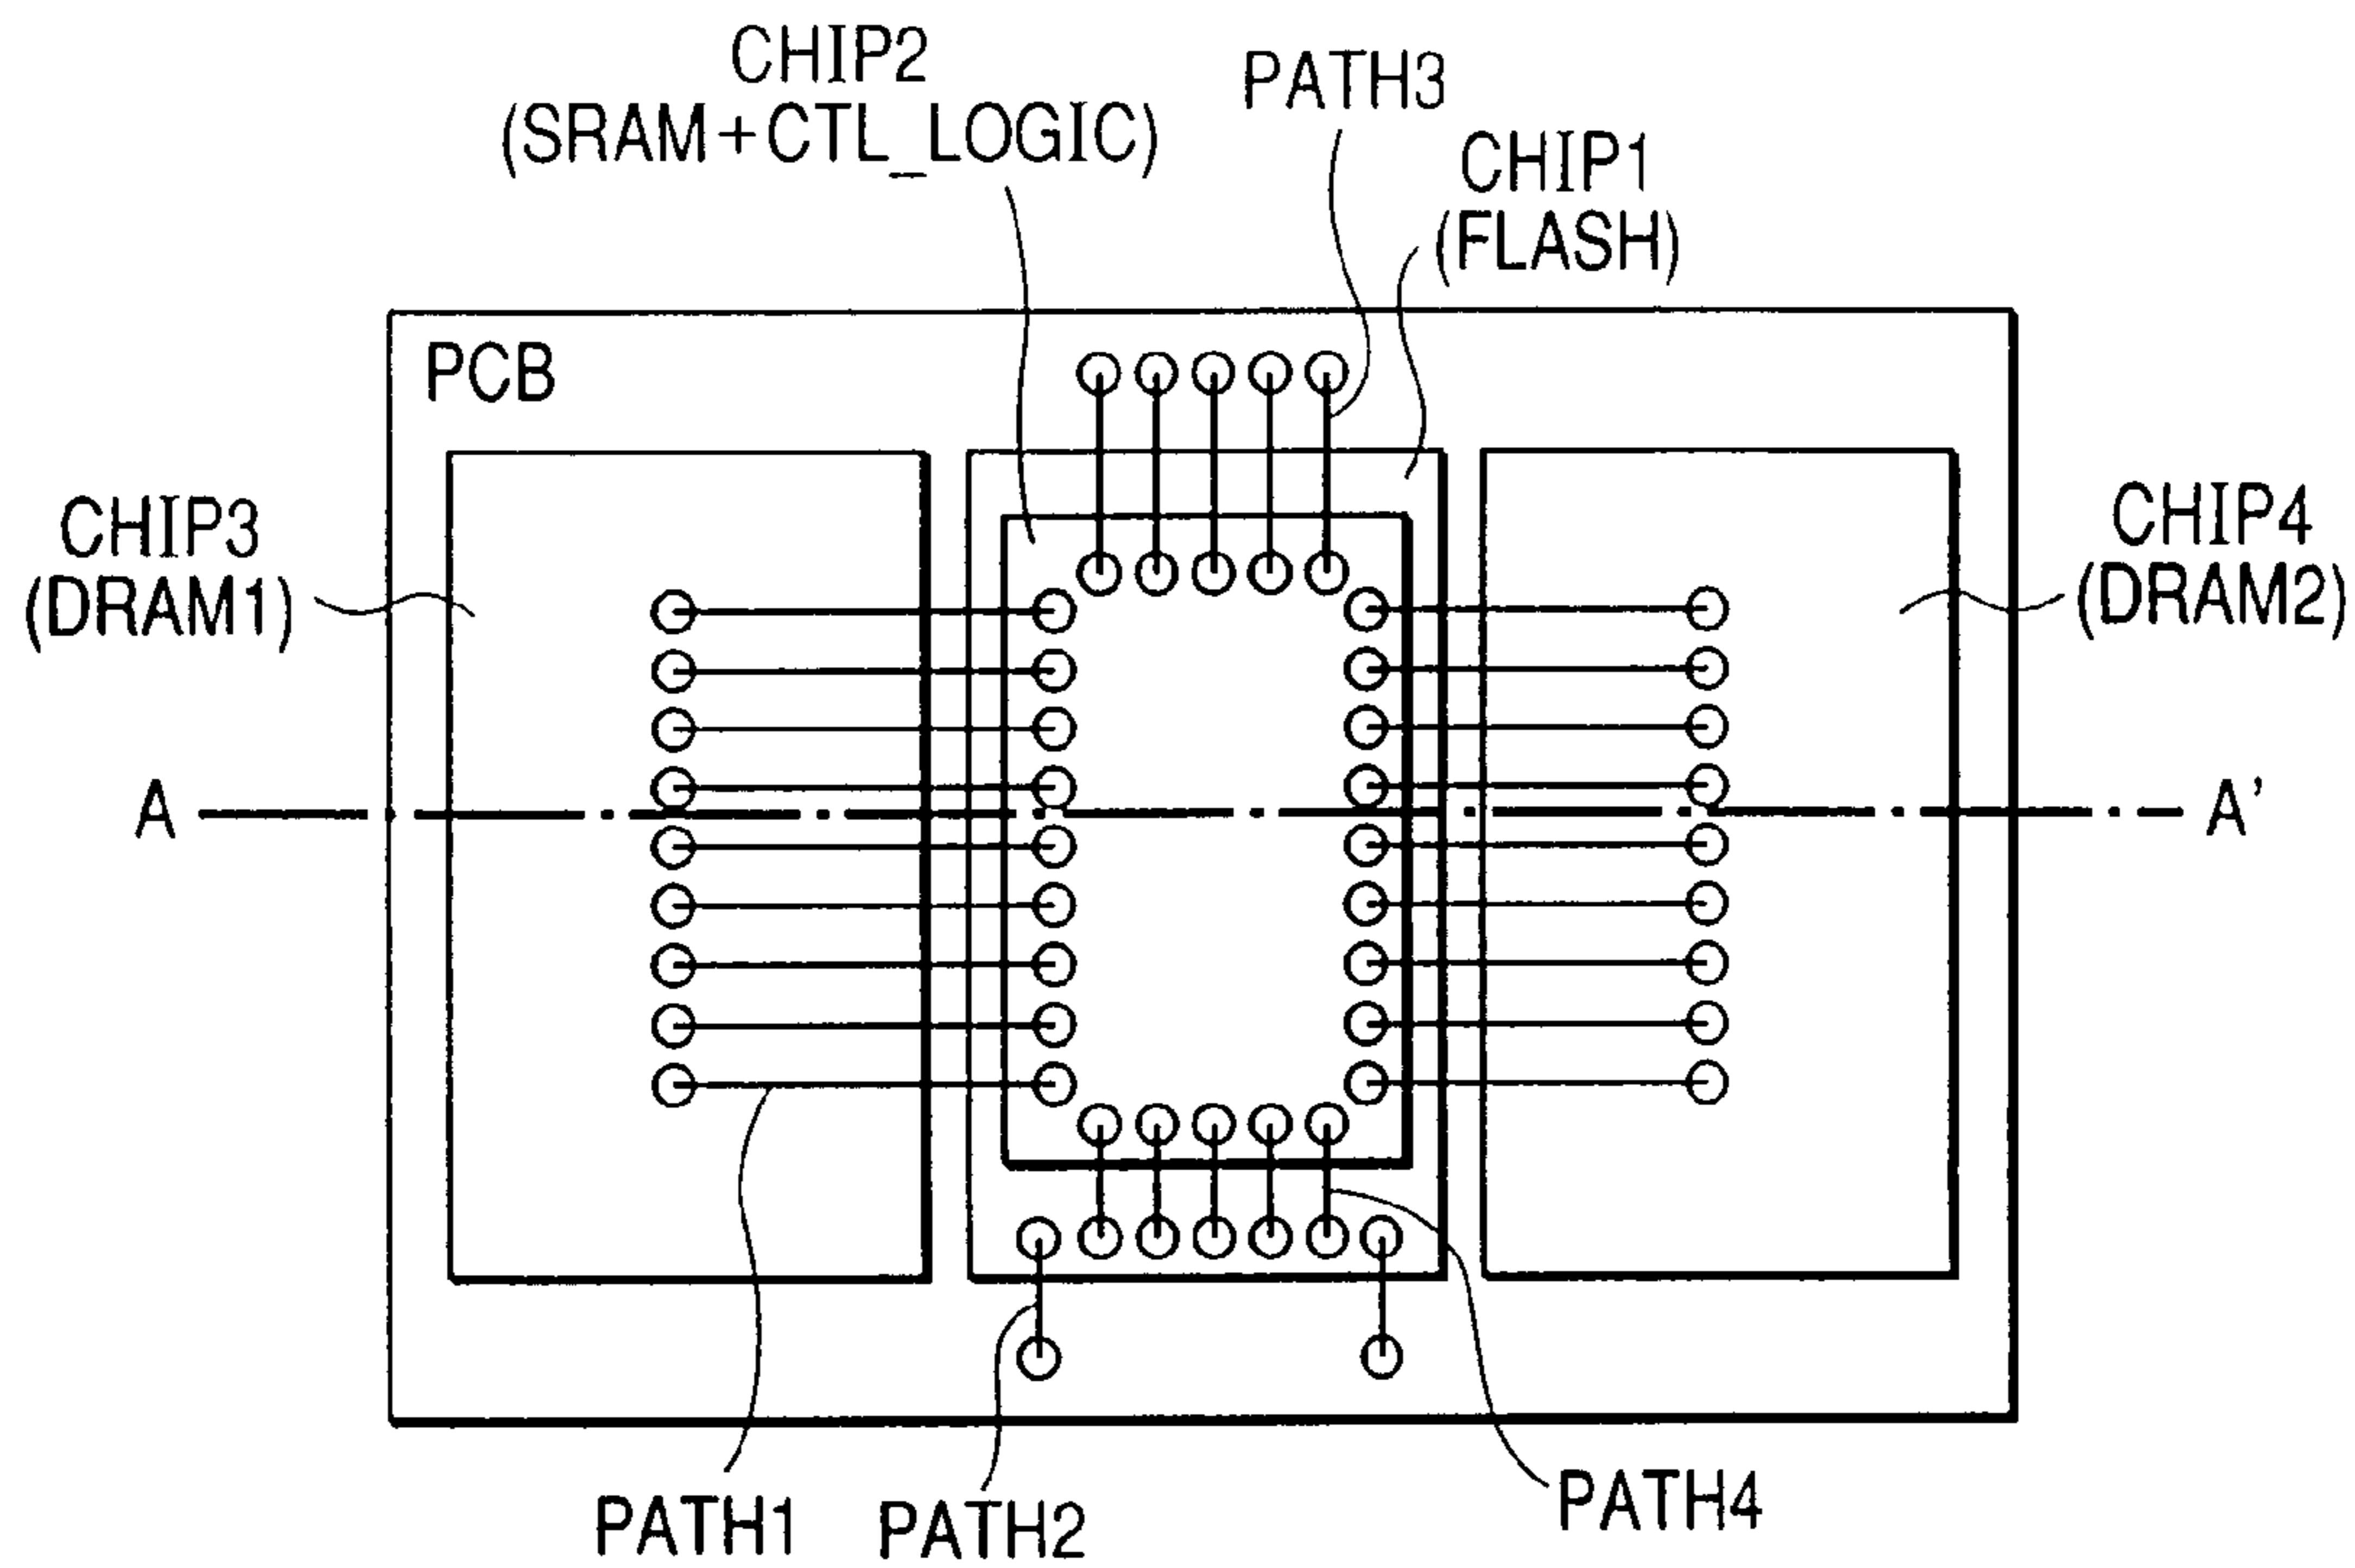 CHIP2
(SRAM+CTL_LOGIC)
PATH3
CHIP1
(FLASH)
PCB
CHIP3
(DRAM1)
CHIP4
(DRAM2)
A
A'
PATH1
PATH2
PATH4